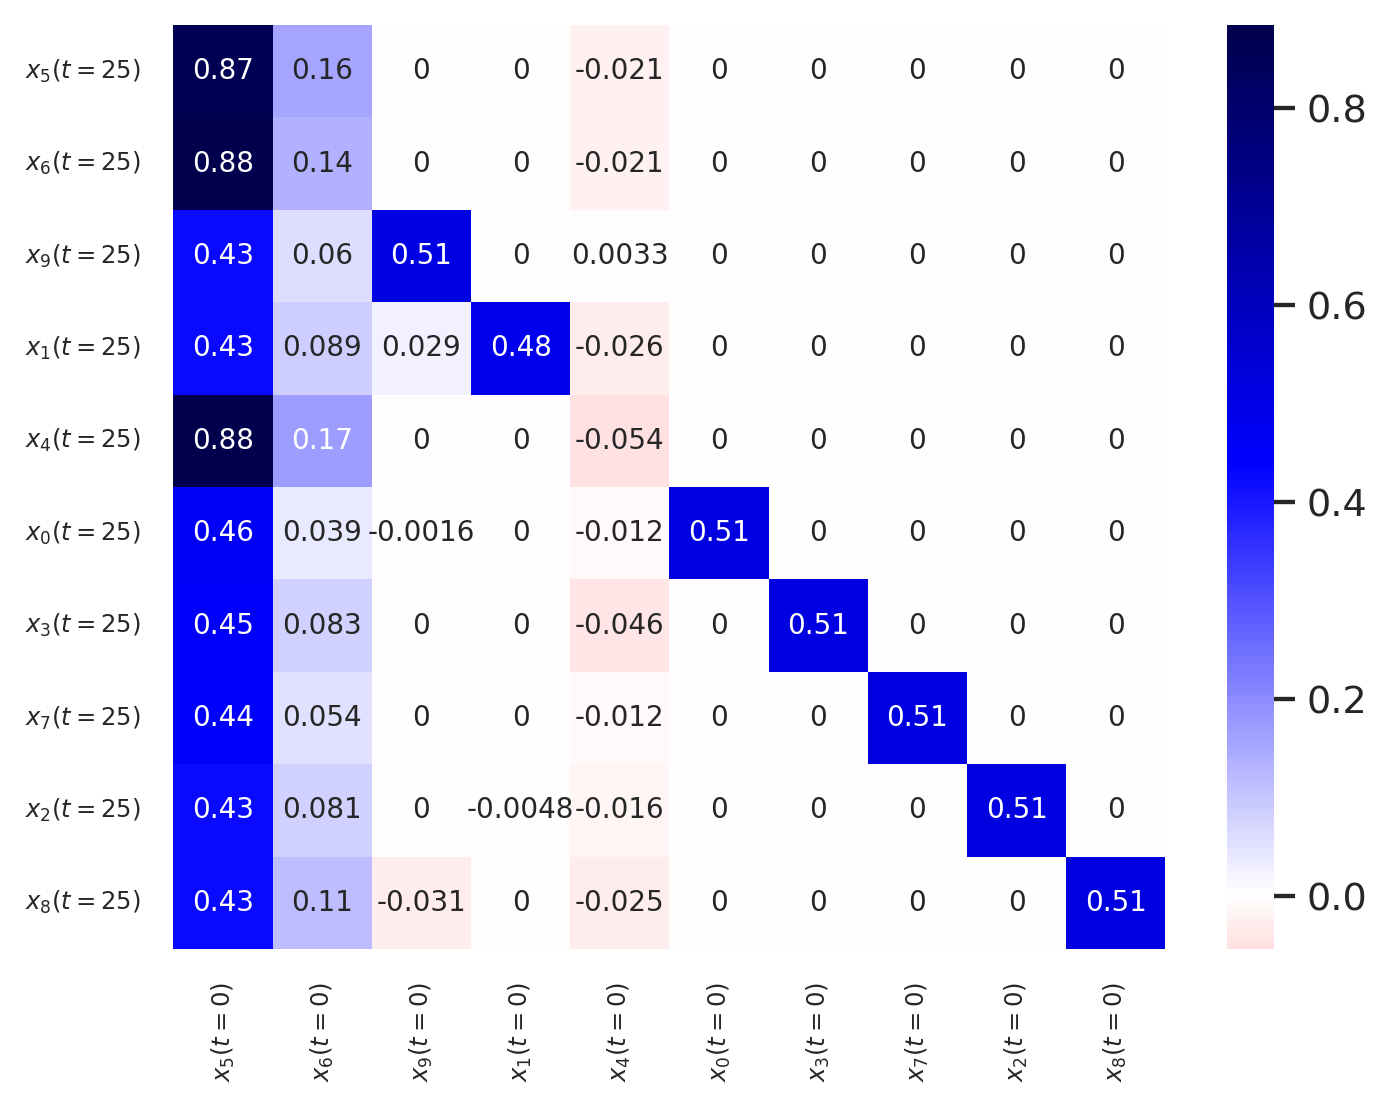 x₅(t = 25) 0.87 0.16 0 0 -0.021 0 0 0 0 0
x₆(t = 25) 0.88 0.14 0 0 -0.021 0 0 0 0 0
x₉(t = 25) 0.43 0.06 0.51 0 0.0033 0 0 0 0 0
x₁(t = 25) 0.43 0.089 0.029 0.48 -0.026 0 0 0 0 0
x₄(t = 25) 0.88 0.17 0 0 -0.054 0 0 0 0 0
x₀(t = 25) 0.46 0.039 -0.0016 0 -0.012 0.51 0 0 0 0
x₃(t = 25) 0.45 0.083 0 0 -0.046 0 0.51 0 0 0
x₇(t = 25) 0.44 0.054 0 0 -0.012 0 0 0.51 0 0
x₂(t = 25) 0.43 0.081 0 -0.0048 -0.016 0 0 0 0.51 0
x₈(t = 25) 0.43 0.11 -0.031 0 -0.025 0 0 0 0 0.51
x₅(t = 0) x₆(t = 0) x₉(t = 0) x₁(t = 0) x₄(t = 0) x₀(t = 0) x₃(t = 0) x₇(t = 0) x₂(t = 0) x₈(t = 0)
0.8
0.6
0.4
0.2
0.0